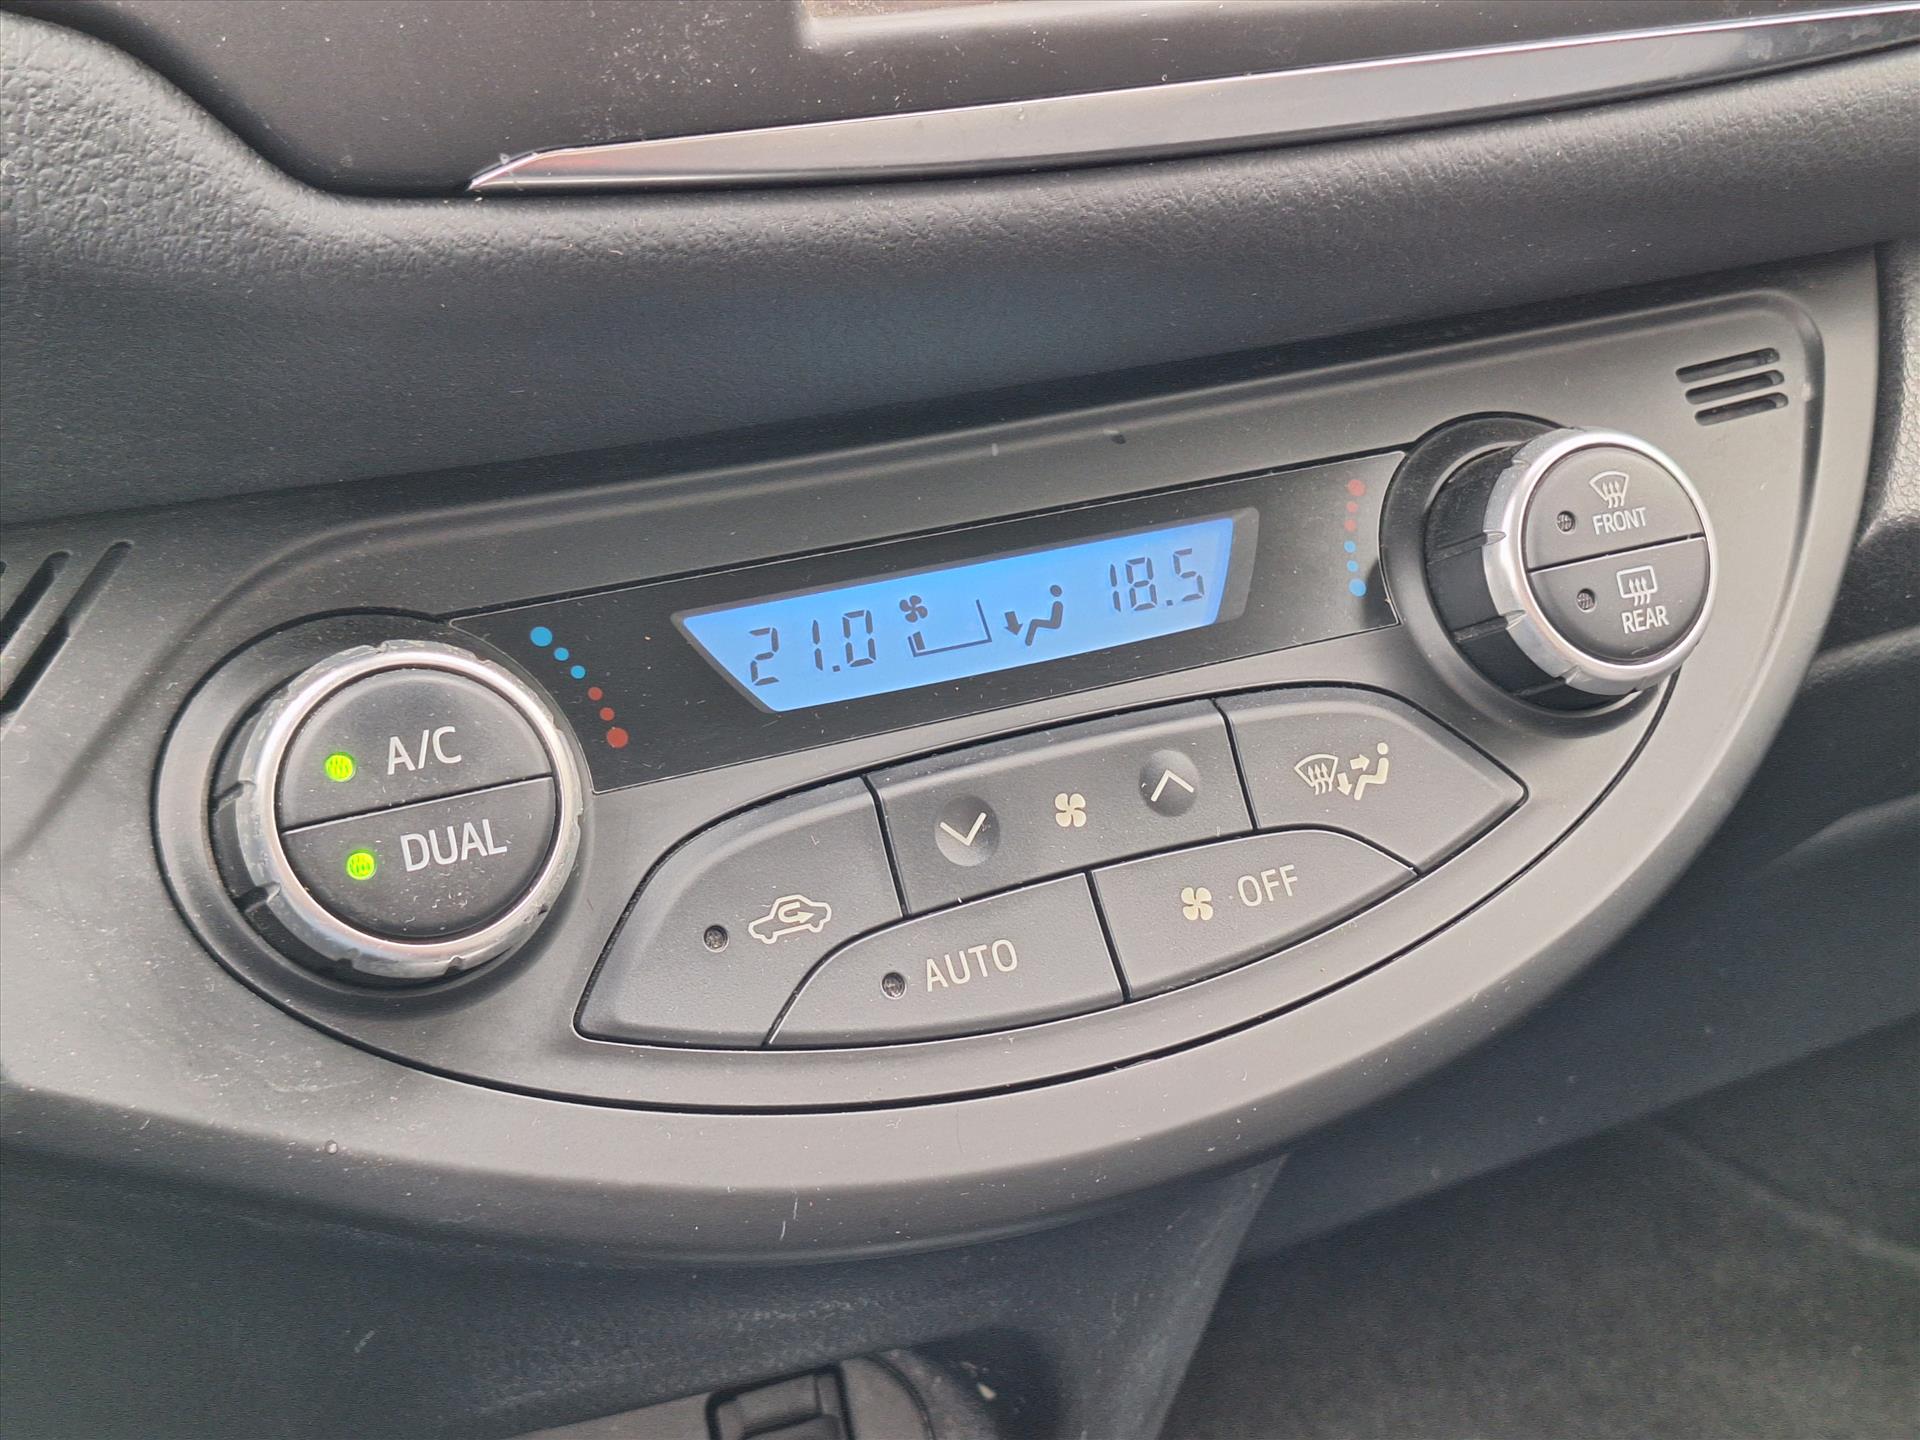 21.0
18.5
FRONT
REAR
A/C
DUAL
AUTO
OFF